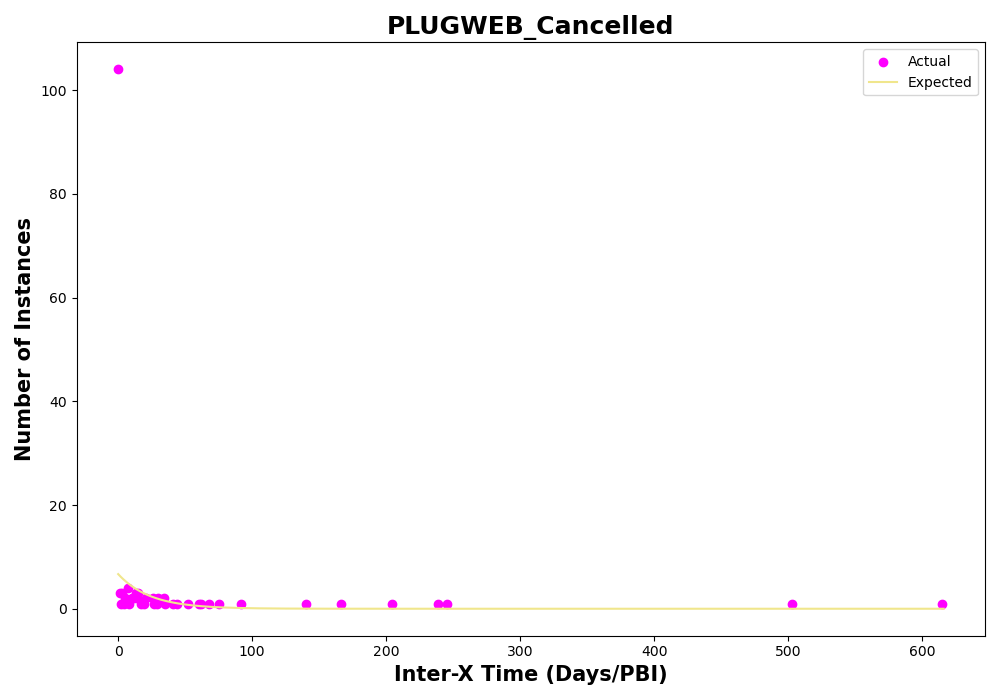 PLUGWEB_Cancelled
Actual
Expected
Number of Instances
100
80
60
40
20
0
0 100 200 300 400 500 600
Inter-X Time (Days/PBI)